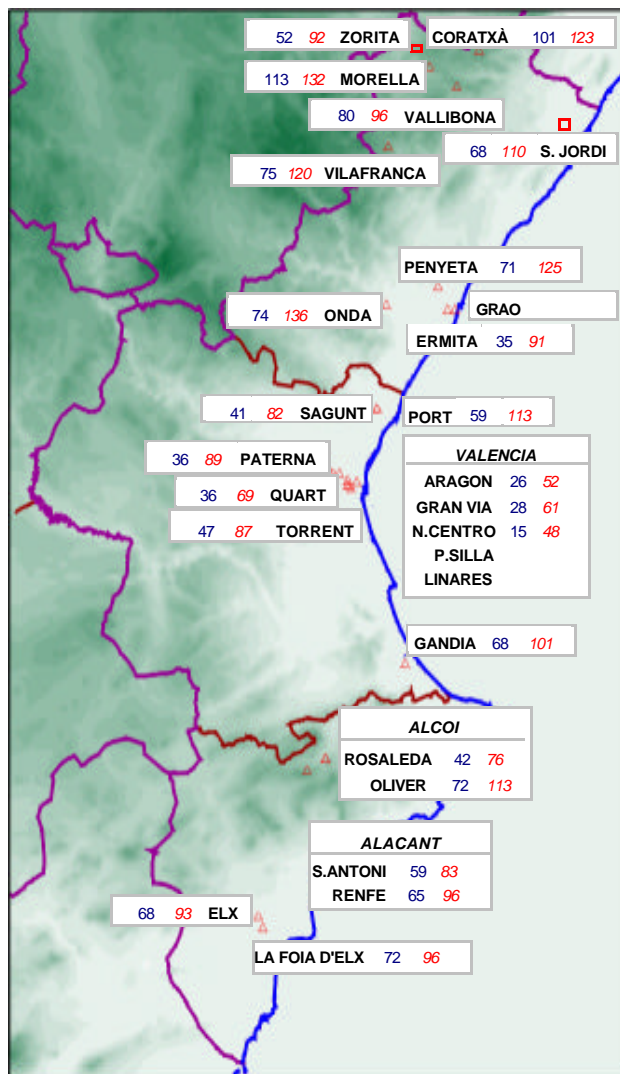 52 92 ZORITA
CORATXÀ 101 123
113 132 MORELLA
80 96 VALLIBONA
68 110 S. JORDI
75 120 VILAFRANCA
PENYETA 71 125
74 136 ONDA
GRAO
ERMITA 35 91
41 82 SAGUNT
PORT 59 113
36 89 PATERNA
36 69 QUART
47 87 TORRENT
VALENCIA
ARAGON 26 52
GRAN VIA 28 61
N.CENTRO 15 48
P.SILLA
LINARES
GANDIA 68 101
ALCOI
ROSALEDA 42 76
OLIVER 72 113
ALACANT
S.ANTONI 59 83
RENFE 65 96
68 93 ELX
LA FOIA D'ELX 72 96